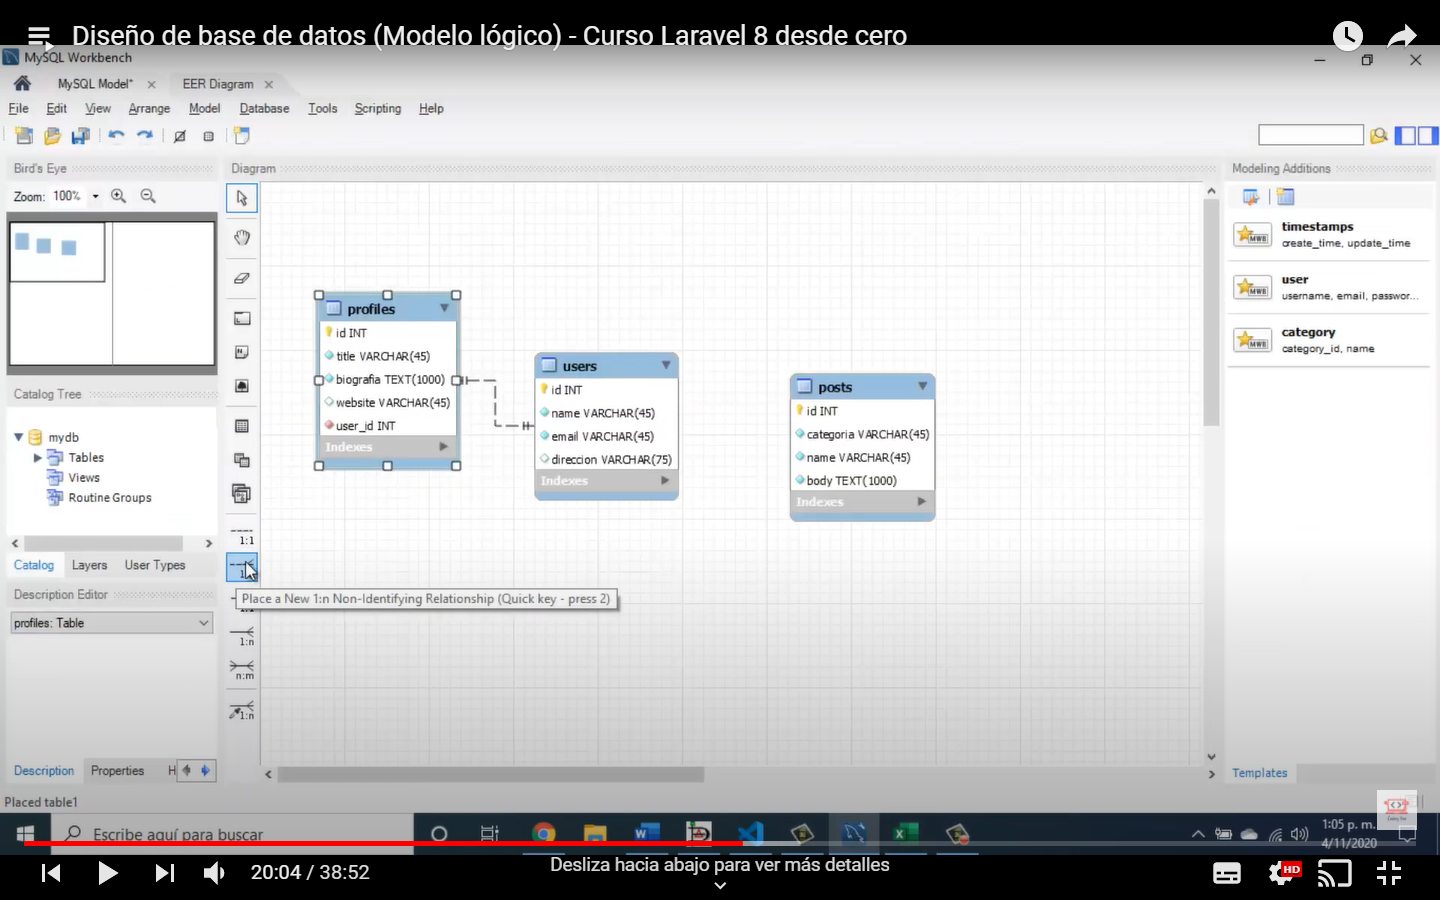 Diseño de base de datos (Modelo lógico) - Curso Laravel 8 desde cero
MySQL Workbench
MySQL Model*
EER Diagram
File Edit View Arrange Model Database Tools Scripting Help
Bird's Eye
Zoom: 100%
Catalog Tree
mydb
Tables
Views
Routine Groups
Catalog Layers User Types
Description Editor
profiles: Table
Description Properties H
Placed table1
Diagram
1:1
1:n
n:m
1:n
Place a New 1:n Non-Identifying Relationship (Quick key - press 2)
profiles
id INT
title VARCHAR(45)
biografia TEXT(1000)
website VARCHAR(45)
user_id INT
Indexes
users
id INT
name VARCHAR(45)
email VARCHAR(45)
direccion VARCHAR(75)
Indexes
posts
id INT
categoria VARCHAR(45)
name VARCHAR(45)
body TEXT(1000)
Indexes
Modeling Additions
timestamps
create_time, update_time
user
username, email, passwor...
category
category_id, name
Templates
Escribe aquí para buscar
1:05 p. m.
4/11/2020
20:04 / 38:52
Desliza hacia abajo para ver más detalles
HD